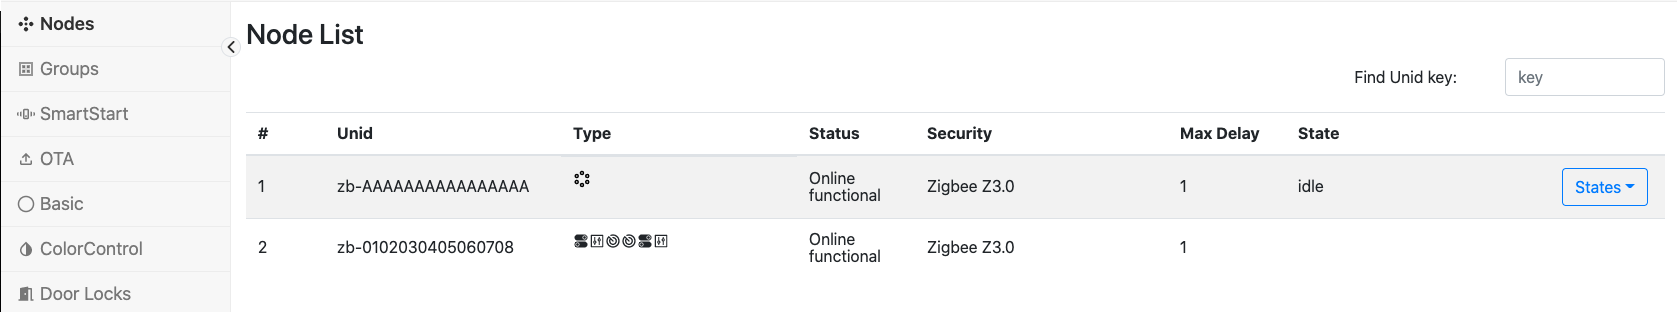 Nodes
Node List
Groups
Find Unid key:
key
SmartStart
# Unid Type Status Security Max Delay State
OTA
1 zb-AAAAAAAAAAAAAAAA Online functional Zigbee Z3.0 1 idle States
Basic
2 zb-0102030405060708 Online functional Zigbee Z3.0 1
ColorControl
Door Locks